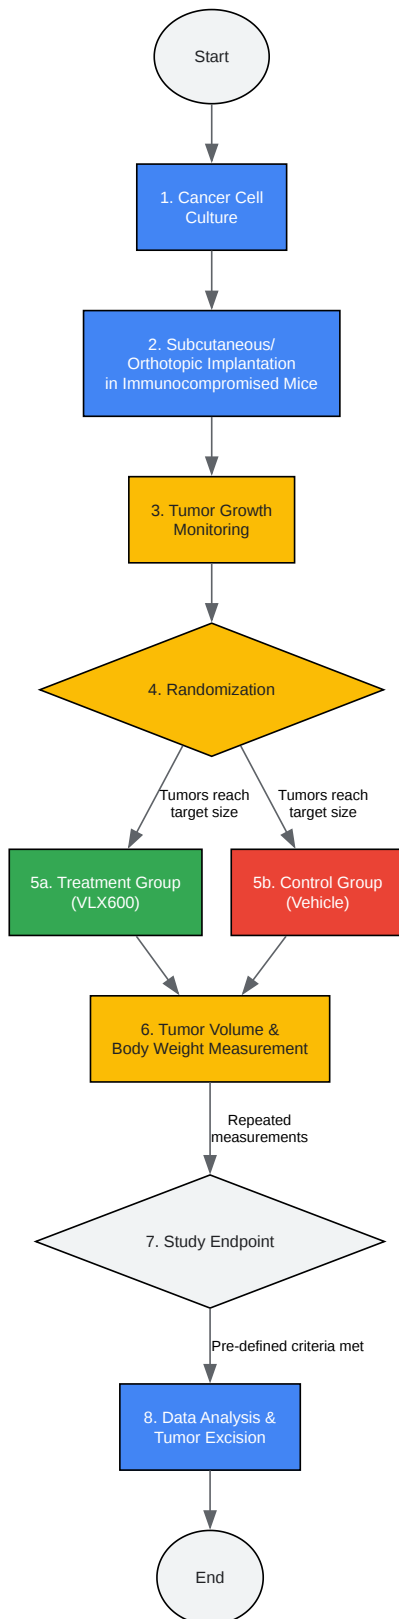 Start
1. Cancer Cell
Culture
2. Subcutaneous/
Orthotopic Implantation
in Immunocompromised Mice
3. Tumor Growth
Monitoring
4. Randomization
Tumors reach
target size
Tumors reach
target size
5a. Treatment Group
(VLX600)
5b. Control Group
(Vehicle)
6. Tumor Volume &
Body Weight Measurement
Repeated
measurements
7. Study Endpoint
Pre-defined criteria met
8. Data Analysis &
Tumor Excision
End